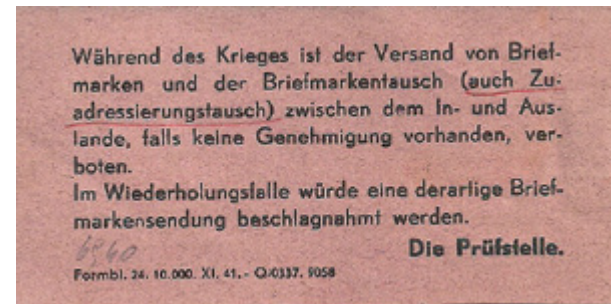 Während des Krieges ist der Versand von Brief-
marken und der Briefmarkentausch (auch Zu-
adressierungstausch) zwischen dem In- und Aus-
lande, falls keine Genehmigung vorhanden, ver-
boten.
Im Wiederholungsfalle würde eine derartige Brief-
markensendung beschlagnahmt werden.
Die Prüfstelle.
Formbl. 24. 10.000. XI. 41. - Q/0337. 9058